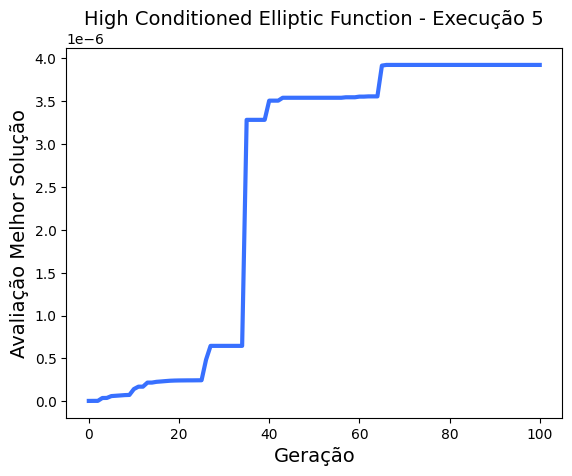 High Conditioned Elliptic Function - Execução 5
1e−6
4.0
3.5
3.0
2.5
2.0
1.5
1.0
0.5
0.0
Avaliação Melhor Solução
0 20 40 60 80 100
Geração